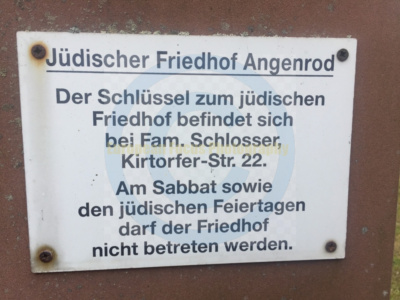 Jüdischer Friedhof Angenrod
Der Schlüssel zum jüdischen
Friedhof befindet sich
bei Fam. Schlosser,
Kirtorfer-Str. 22.
Am Sabbat sowie
den jüdischen Feiertagen
darf der Friedhof
nicht betreten werden.